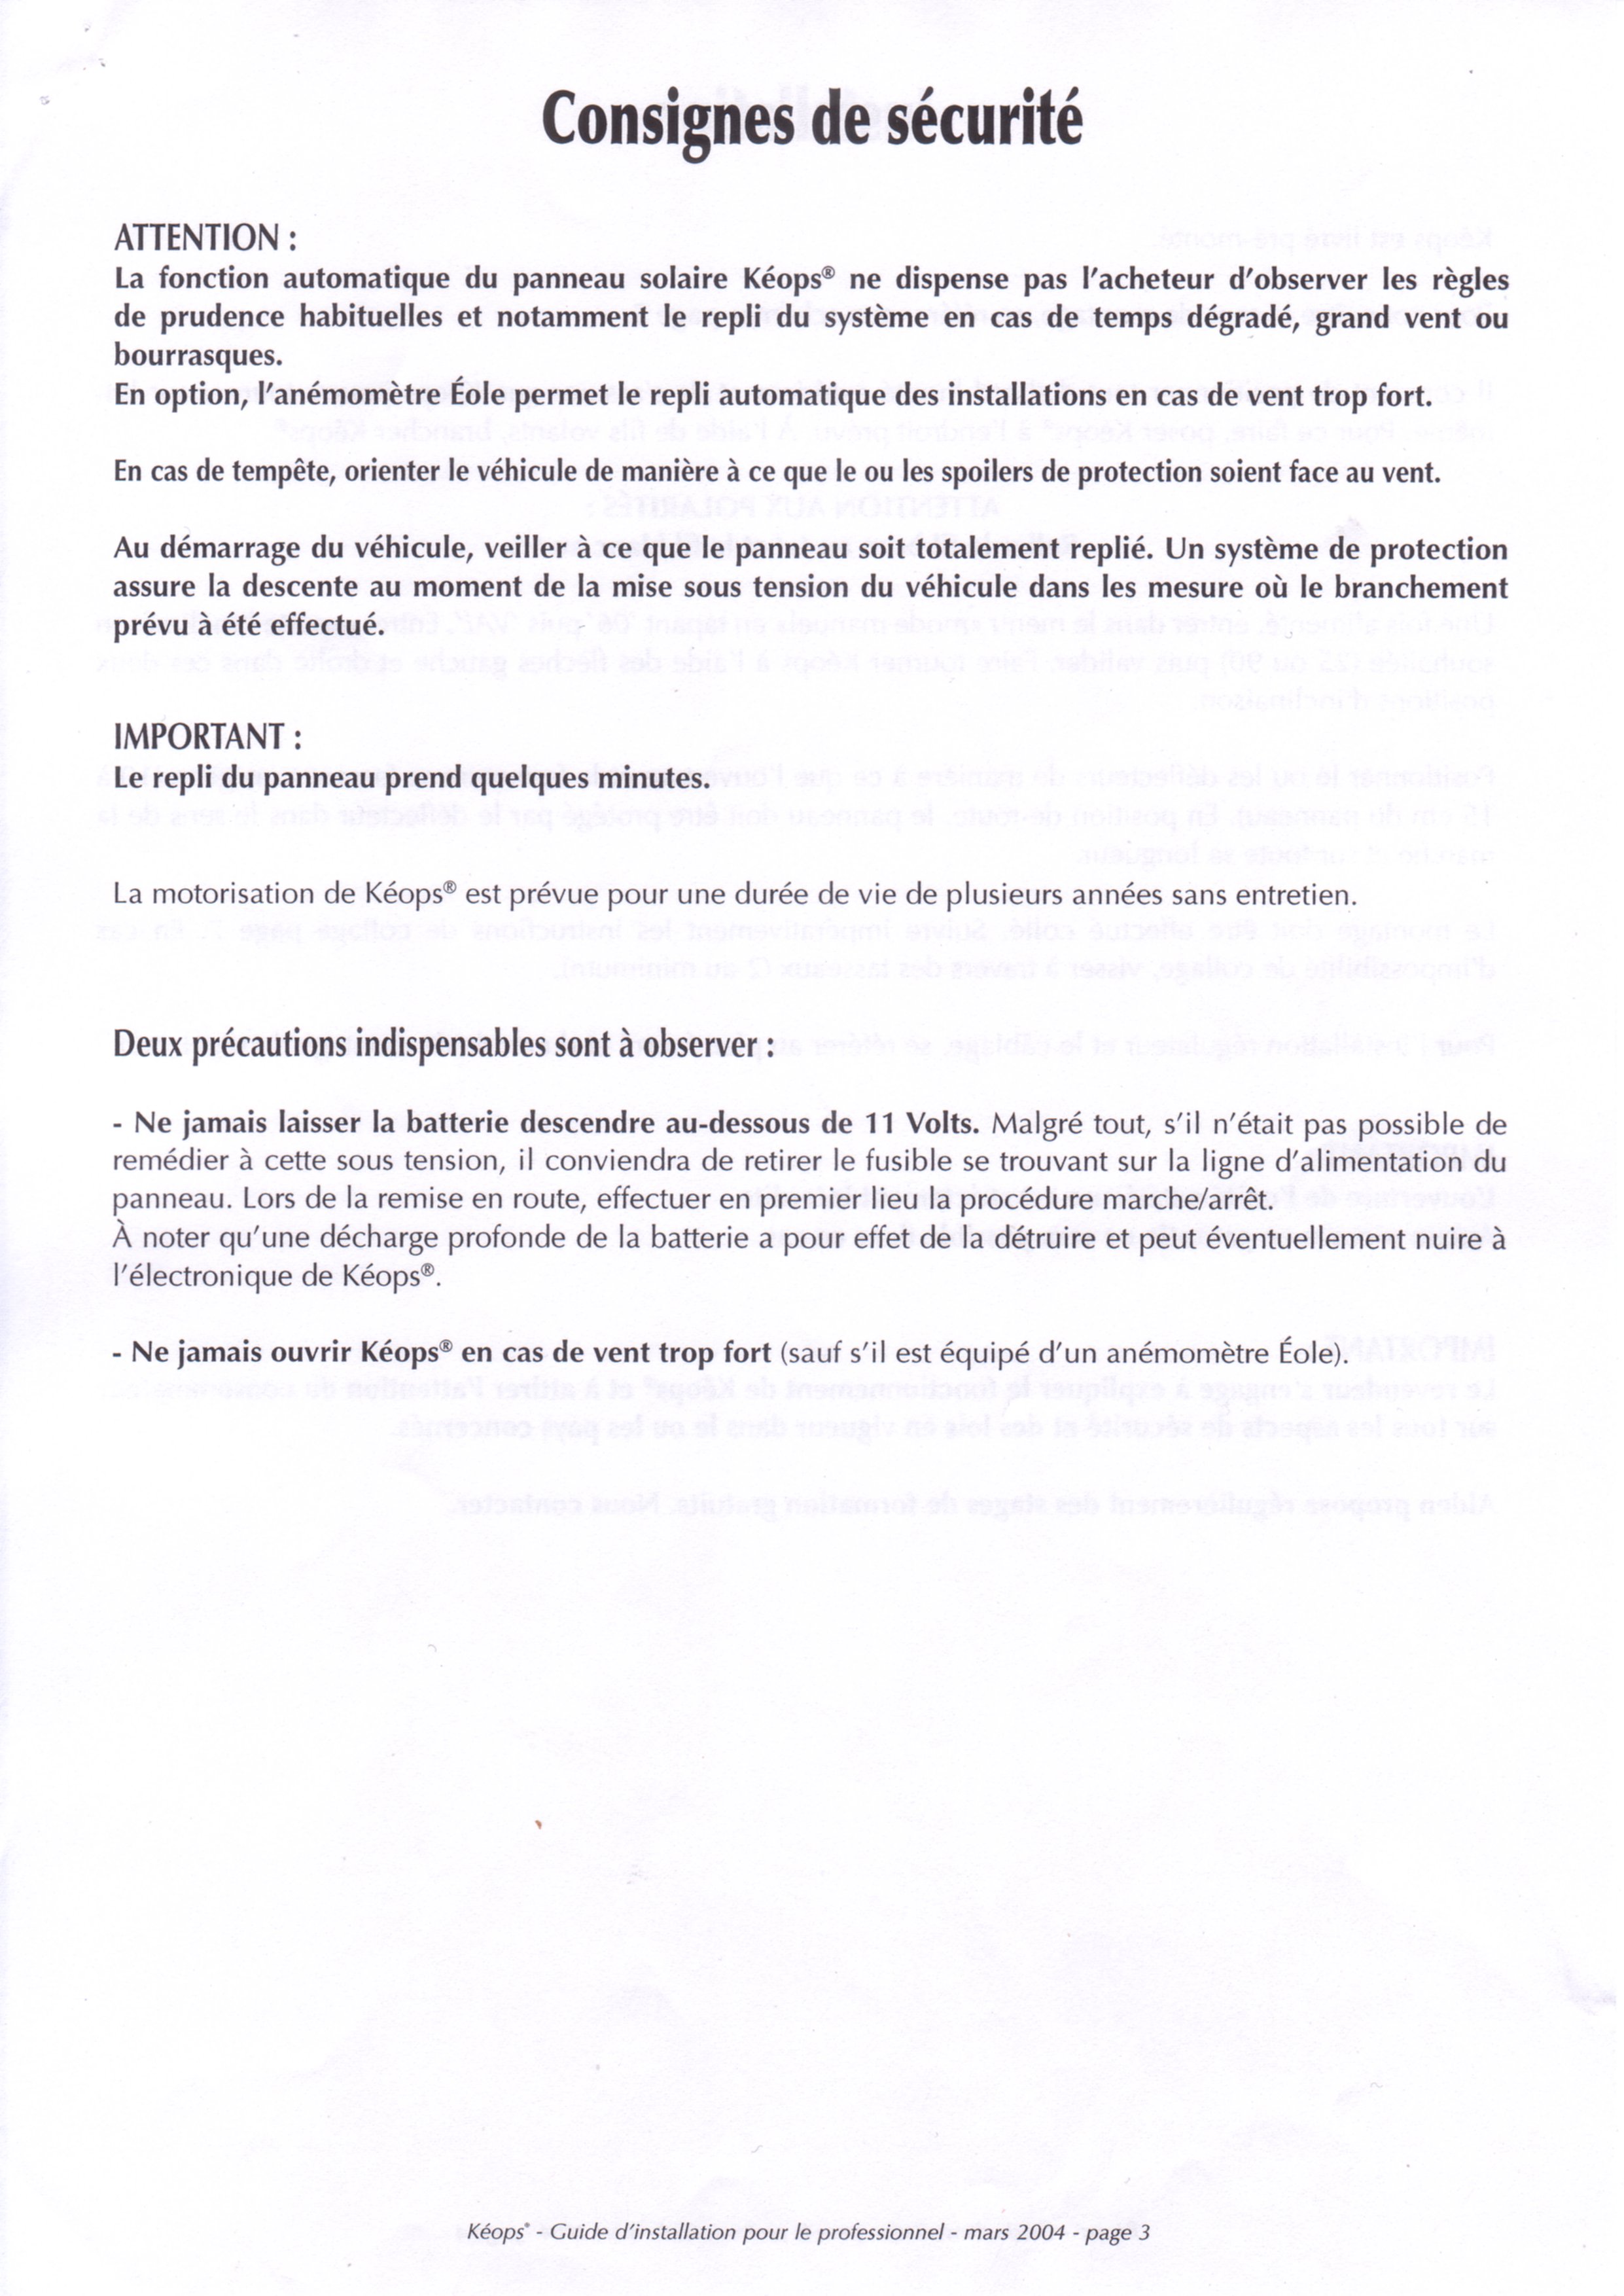 Consignes de sécurité
ATTENTION :
La fonction automatique du panneau solaire Kéops® ne dispense pas l'acheteur d'observer les règles
de prudence habituelles et notamment le repli du système en cas de temps dégradé, grand vent ou
bourrasques.
En option, l'anémomètre Éole permet le repli automatique des installations en cas de vent trop fort.
En cas de tempête, orienter le véhicule de manière à ce que le ou les spoilers de protection soient face au vent.
Au démarrage du véhicule, veiller à ce que le panneau soit totalement replié. Un système de protection
assure la descente au moment de la mise sous tension du véhicule dans les mesure où le branchement
prévu à été effectué.
IMPORTANT :
Le repli du panneau prend quelques minutes.
La motorisation de Kéops® est prévue pour une durée de vie de plusieurs années sans entretien.
Deux précautions indispensables sont à observer :
- Ne jamais laisser la batterie descendre au-dessous de 11 Volts. Malgré tout, s'il n'était pas possible de
remédier à cette sous tension, il conviendra de retirer le fusible se trouvant sur la ligne d'alimentation du
panneau. Lors de la remise en route, effectuer en premier lieu la procédure marche/arrêt.
À noter qu'une décharge profonde de la batterie a pour effet de la détruire et peut éventuellement nuire à
l'électronique de Kéops®.
- Ne jamais ouvrir Kéops® en cas de vent trop fort (sauf s'il est équipé d'un anémomètre Éole).
Kéops® - Guide d'installation pour le professionnel - mars 2004 - page 3